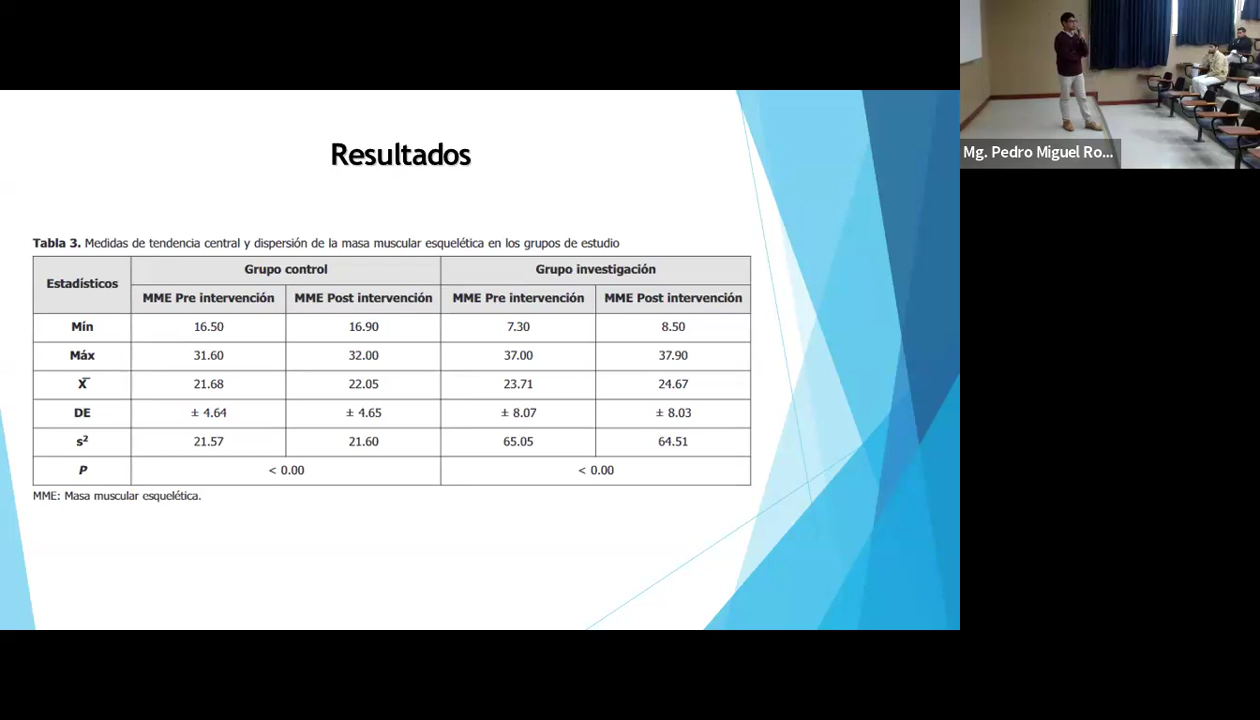 Resultados
Tabla 3. Medidas de tendencia central y dispersión de la masa muscular esquelética en los grupos de estudio
Estadísticos Grupo control Grupo investigación
MME Pre intervención MME Post intervención MME Pre intervención MME Post intervención
Mín 16.50 16.90 7.30 8.50
Máx 31.60 32.00 37.00 37.90
X̅ 21.68 22.05 23.71 24.67
DE ± 4.64 ± 4.65 ± 8.07 ± 8.03
s² 21.57 21.60 65.05 64.51
P < 0.00 < 0.00
MME: Masa muscular esquelética.
Mg. Pedro Miguel Ro...